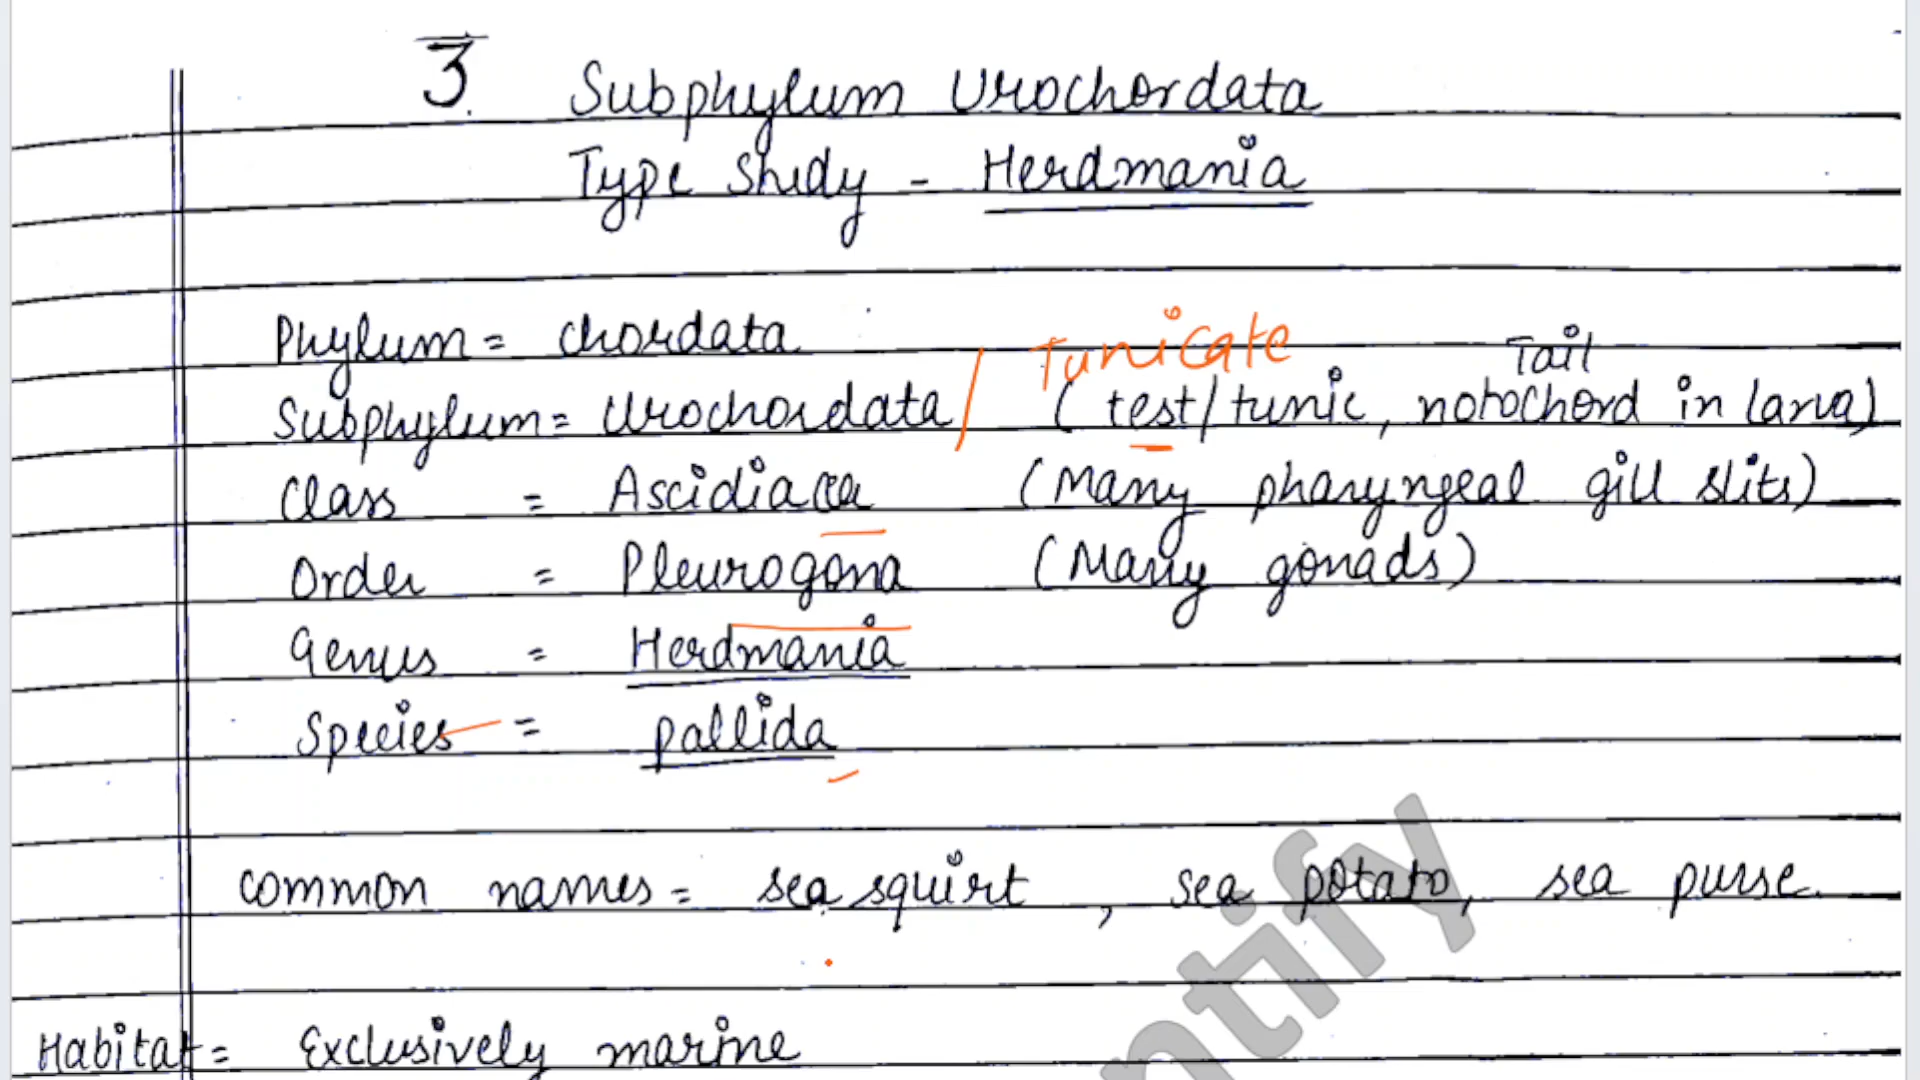 3. Subphylum Urochordata
Type Study - Herdmania
Phylum = Chordata
Subphylum = Urochordata / Tunicate (test/tunic, notochord in larva) Tail
Class = Ascidiacea (Many pharyngeal gill slits)
Order = Pleurogona (Many gonads)
Genus = Herdmania
Species = pallida
Common names = sea squirt, sea potato, sea purse.
Habitat = Exclusively marine
ntify